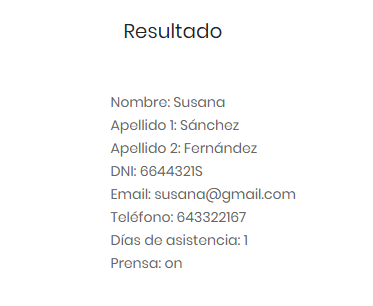 Resultado
Nombre: Susana
Apellido 1: Sánchez
Apellido 2: Fernández
DNI: 6644321S
Email: susana@gmail.com
Teléfono: 643322167
Días de asistencia: 1
Prensa: on